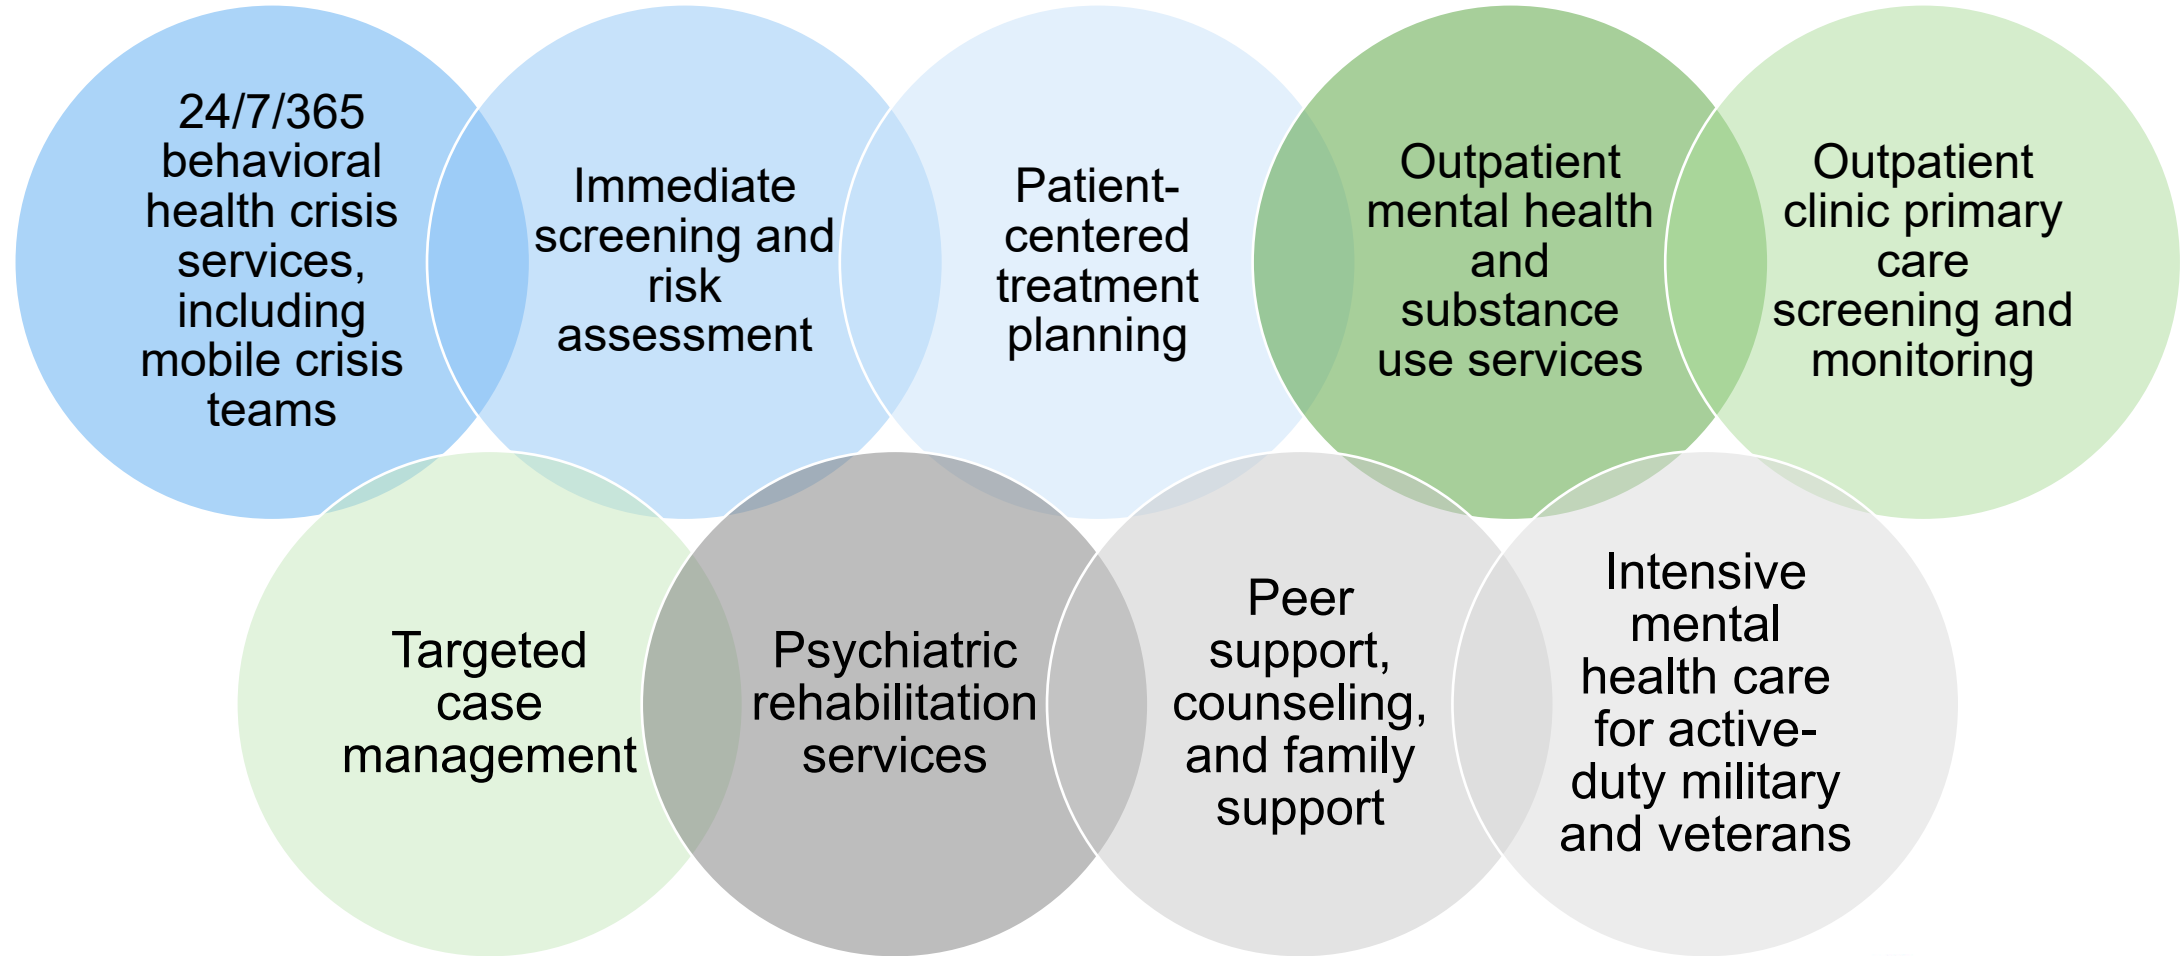 24/7/365
behavioral
health crisis
services,
including
mobile crisis
teams
Immediate
screening and
risk
assessment
Patient-
centered
treatment
planning
Outpatient
mental health
and
substance
use services
Outpatient
clinic primary
care
screening and
monitoring
Targeted
case
management
Psychiatric
rehabilitation
services
Peer
support,
counseling,
and family
support
Intensive
mental
health care
for active-
duty military
and veterans